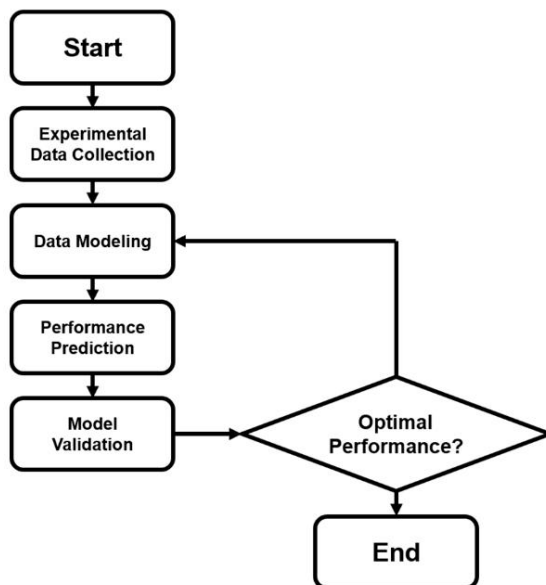 Start
Experimental
Data Collection
Data Modeling
Performance
Prediction
Model
Validation
Optimal
Performance?
End